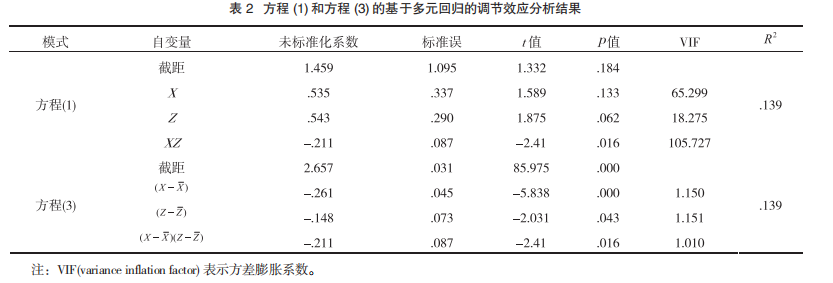 表 2 方程 (1) 和方程 (3) 的基于多元回归的调节效应分析结果
模式 自变量 未标准化系数 标准误 t 值 P 值 VIF R²
方程(1) 截距 1.459 1.095 1.332 .184 .139
X .535 .337 1.589 .133 65.299
Z .543 .290 1.875 .062 18.275
XZ –.211 .087 –2.41 .016 105.727
方程(3) 截距 2.657 .031 85.975 .000 .139
(X – X̅) –.261 .045 –5.838 .000 1.150
(Z – Z̅) –.148 .073 –2.031 .043 1.151
(X – X̅)(Z – Z̅) –.211 .087 –2.41 .016 1.010
注：VIF(variance inflation factor) 表示方差膨胀系数。